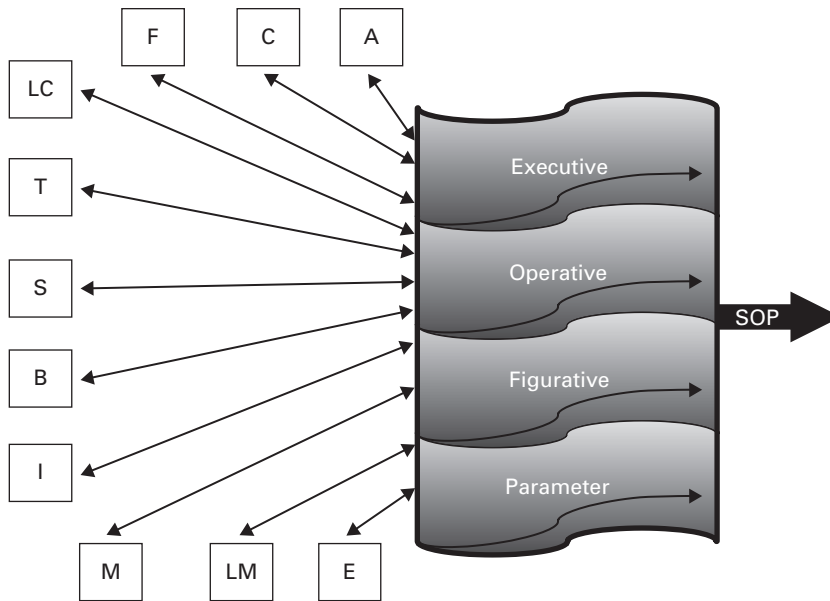 F
C
A
LC
T
S
B
I
M
LM
E
Executive
Operative
Figurative
Parameter
SOP